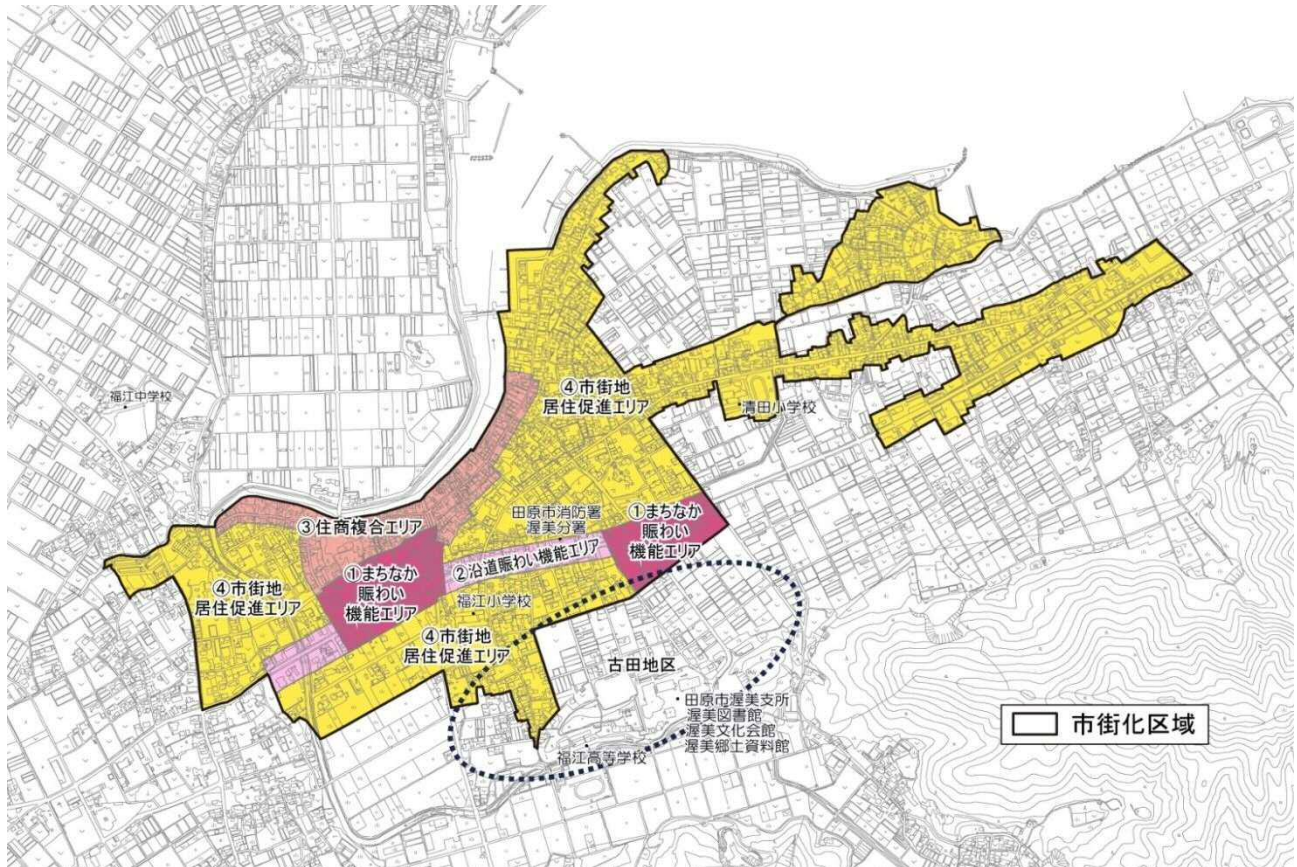 福江中学校
④市街地
居住促進エリア
清田小学校
③住商複合エリア
田原市消防署
渥美分署
①まちなか
賑わい
機能エリア
②沿道賑わい機能エリア
①まちなか
賑わい
機能エリア
④市街地
居住促進エリア
福江小学校
④市街地
居住促進エリア
古田地区
田原市渥美支所
渥美図書館
渥美文化会館
渥美郷土資料館
福江高等学校
市街化区域